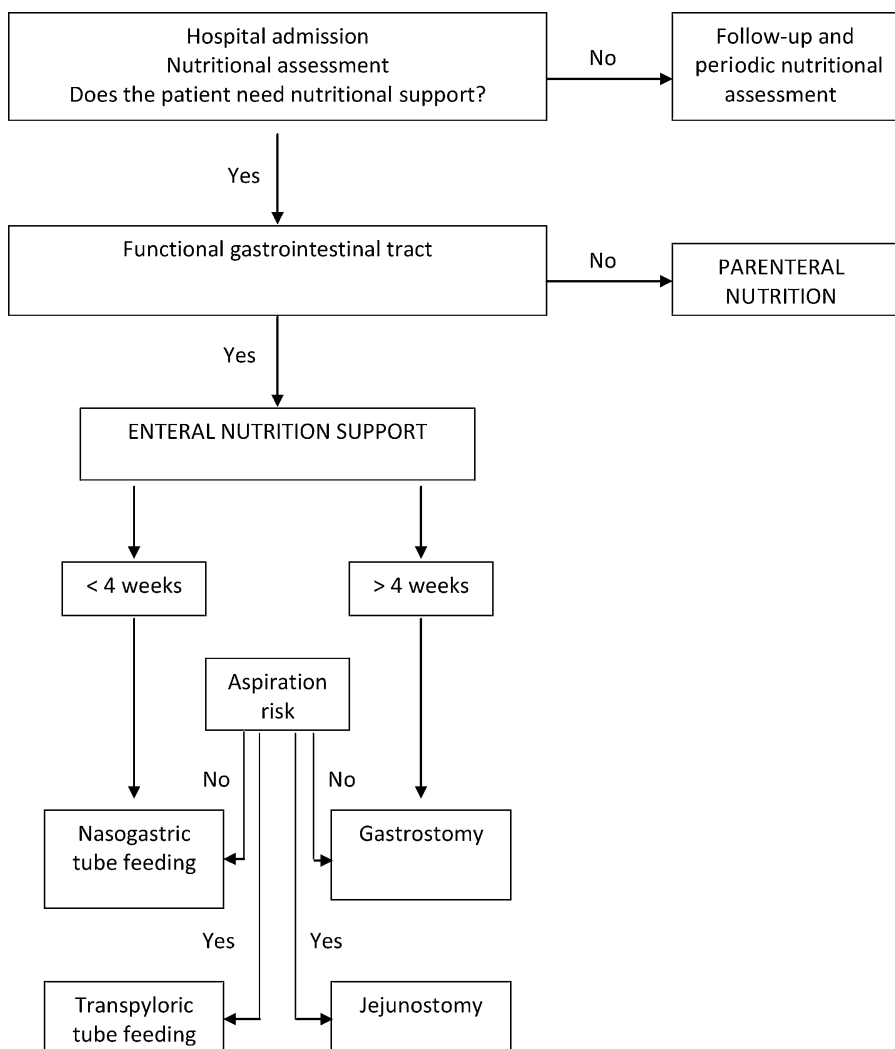 Hospital admission
Nutritional assessment
Does the patient need nutritional support?
No
Follow-up and
periodic nutritional
assessment
Yes
Functional gastrointestinal tract
No
PARENTERAL
NUTRITION
Yes
ENTERAL NUTRITION SUPPORT
< 4 weeks
> 4 weeks
Aspiration
risk
No
No
Nasogastric
tube feeding
Gastrostomy
Yes
Yes
Transpyloric
tube feeding
Jejunostomy